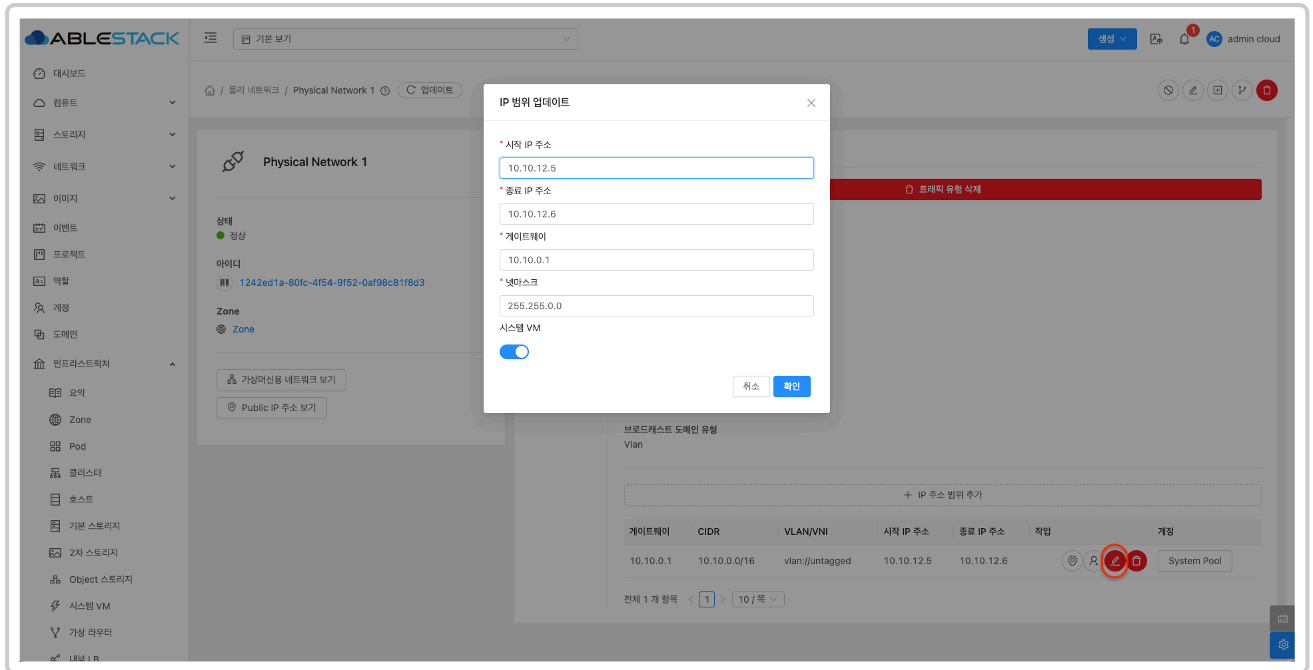 ABLESTACK
기본 보기
생성
1
AC
admin cloud
대시보드
컴퓨트
스토리지
네트워크
이미지
이벤트
프로젝트
역할
계정
도메인
인프라스트럭쳐
요약
Zone
Pod
클러스터
호스트
기본 스토리지
2차 스토리지
Object 스토리지
시스템 VM
가상 라우터
내부 LB
/ 물리 네트워크 / Physical Network 1
업데이트
Physical Network 1
상태
정상
아이디
1242ed1a-80fc-4f54-9f52-0af98c81f8d3
Zone
Zone
가상머신용 네트워크 보기
Public IP 주소 보기
IP 범위 업데이트
* 시작 IP 주소
10.10.12.5
* 종료 IP 주소
10.10.12.6
* 게이트웨이
10.10.0.1
* 넷마스크
255.255.0.0
시스템 VM
취소 확인
트래픽 유형 삭제
브로드캐스트 도메인 유형
Vlan
+ IP 주소 범위 추가
게이트웨이 CIDR VLAN/VNI 시작 IP 주소 종료 IP 주소 작업 계정
10.10.0.1 10.10.0.0/16 vlan://untagged 10.10.12.5 10.10.12.6 System Pool
전체 1 개 항목 < 1 > 10 / 쪽